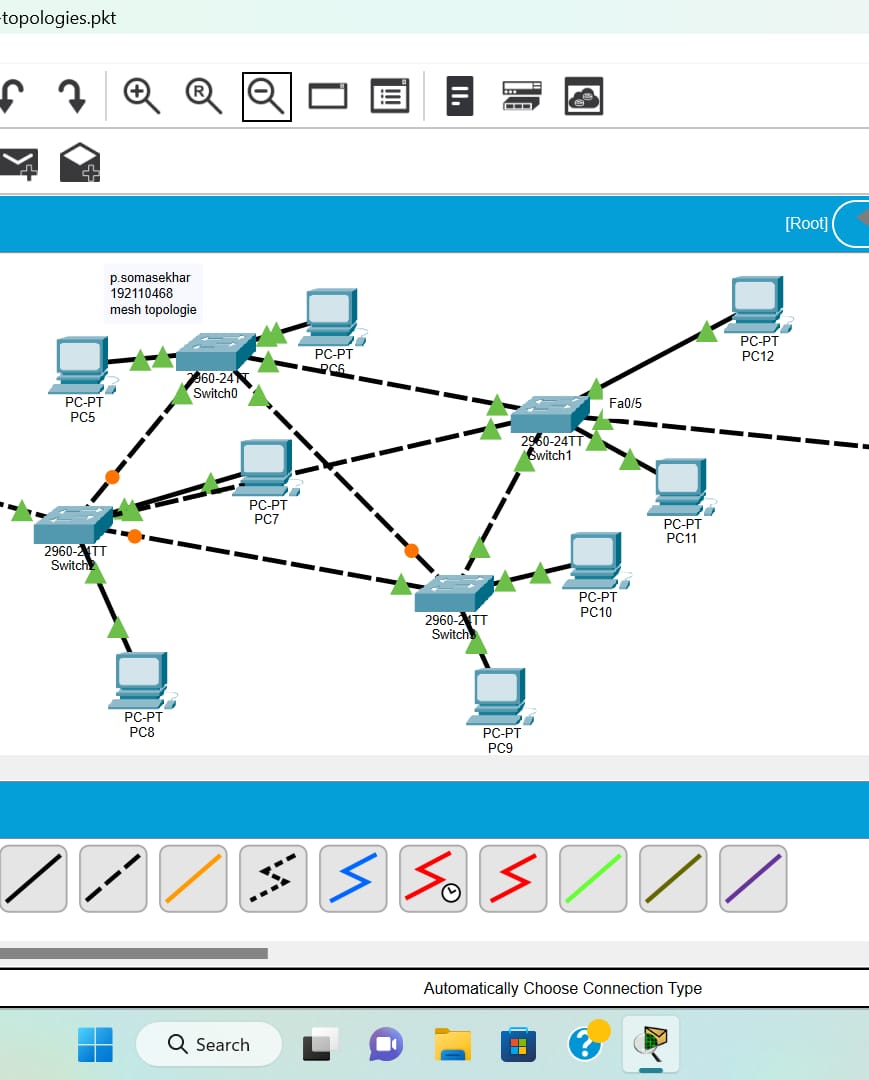 -topologies.pkt
R
[Root]
p.somasekhar
192110468
mesh topologie
PC-PT
PC12
PC-PT
PC6
2960-24TT
Switch0
PC-PT
PC5
Fa0/5
2960-24TT
Switch1
PC-PT
PC7
PC-PT
PC11
2960-24TT
Switch2
PC-PT
PC10
2960-24TT
Switch3
PC-PT
PC8
PC-PT
PC9
Automatically Choose Connection Type
Search
?